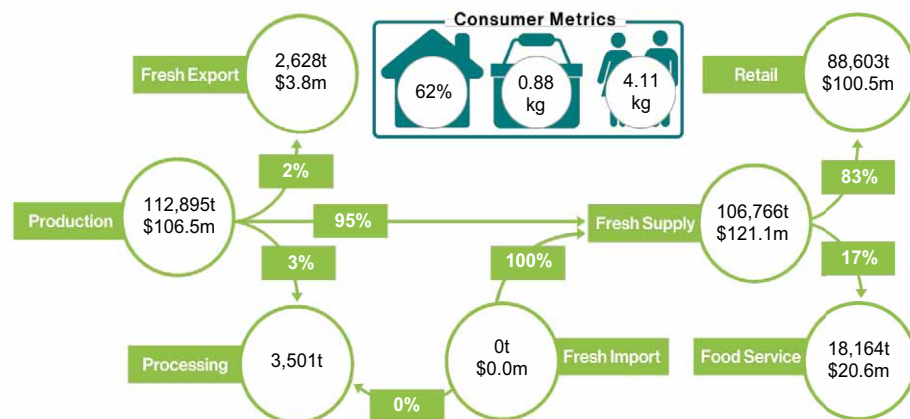 Consumer Metrics
62%
0.88
kg
4.11
kg
Fresh Export
2,628t
$3.8m
Retail
88,603t
$100.5m
2%
83%
Production
112,895t
$106.5m
95%
Fresh Supply
106,766t
$121.1m
3%
100%
17%
Processing
3,501t
0t
$0.0m
Fresh Import
Food Service
18,164t
$20.6m
0%